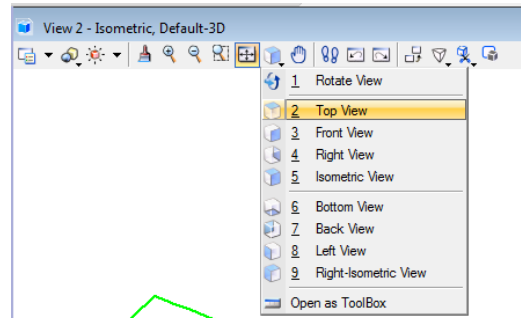 View 2 - Isometric, Default-3D
1 Rotate View
2 Top View
3 Front View
4 Right View
5 Isometric View
6 Bottom View
7 Back View
8 Left View
9 Right-Isometric View
Open as ToolBox